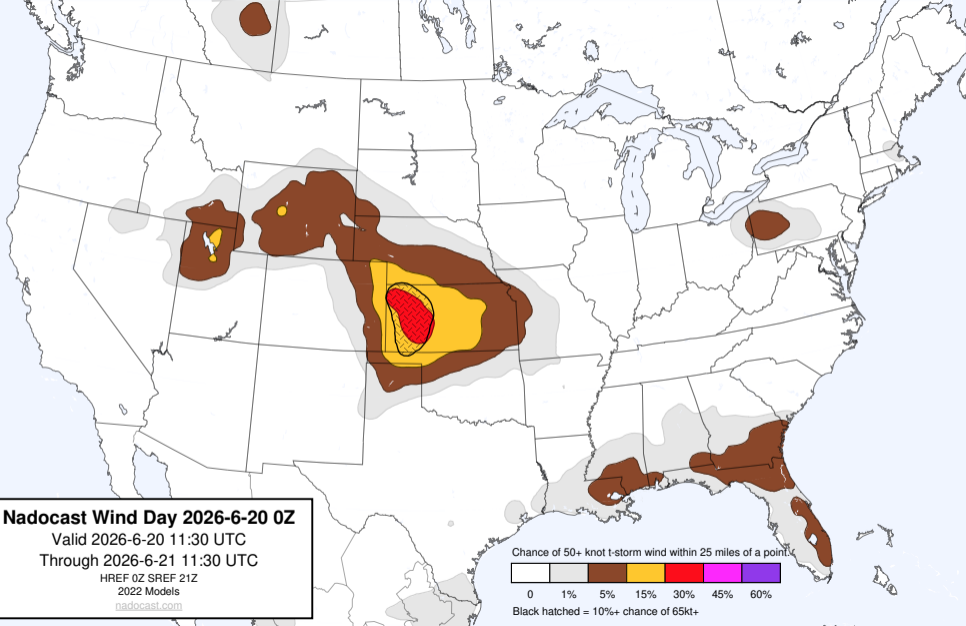 Nadocast Wind Day 2026-6-20 0Z
Valid 2026-6-20 11:30 UTC
Through 2026-6-21 11:30 UTC
HREF 0Z SREF 21Z
2022 Models
nadocast.com
Chance of 50+ knot t-storm wind within 25 miles of a point.
0 1% 5% 15% 30% 45% 60%
Black hatched = 10%+ chance of 65kt+